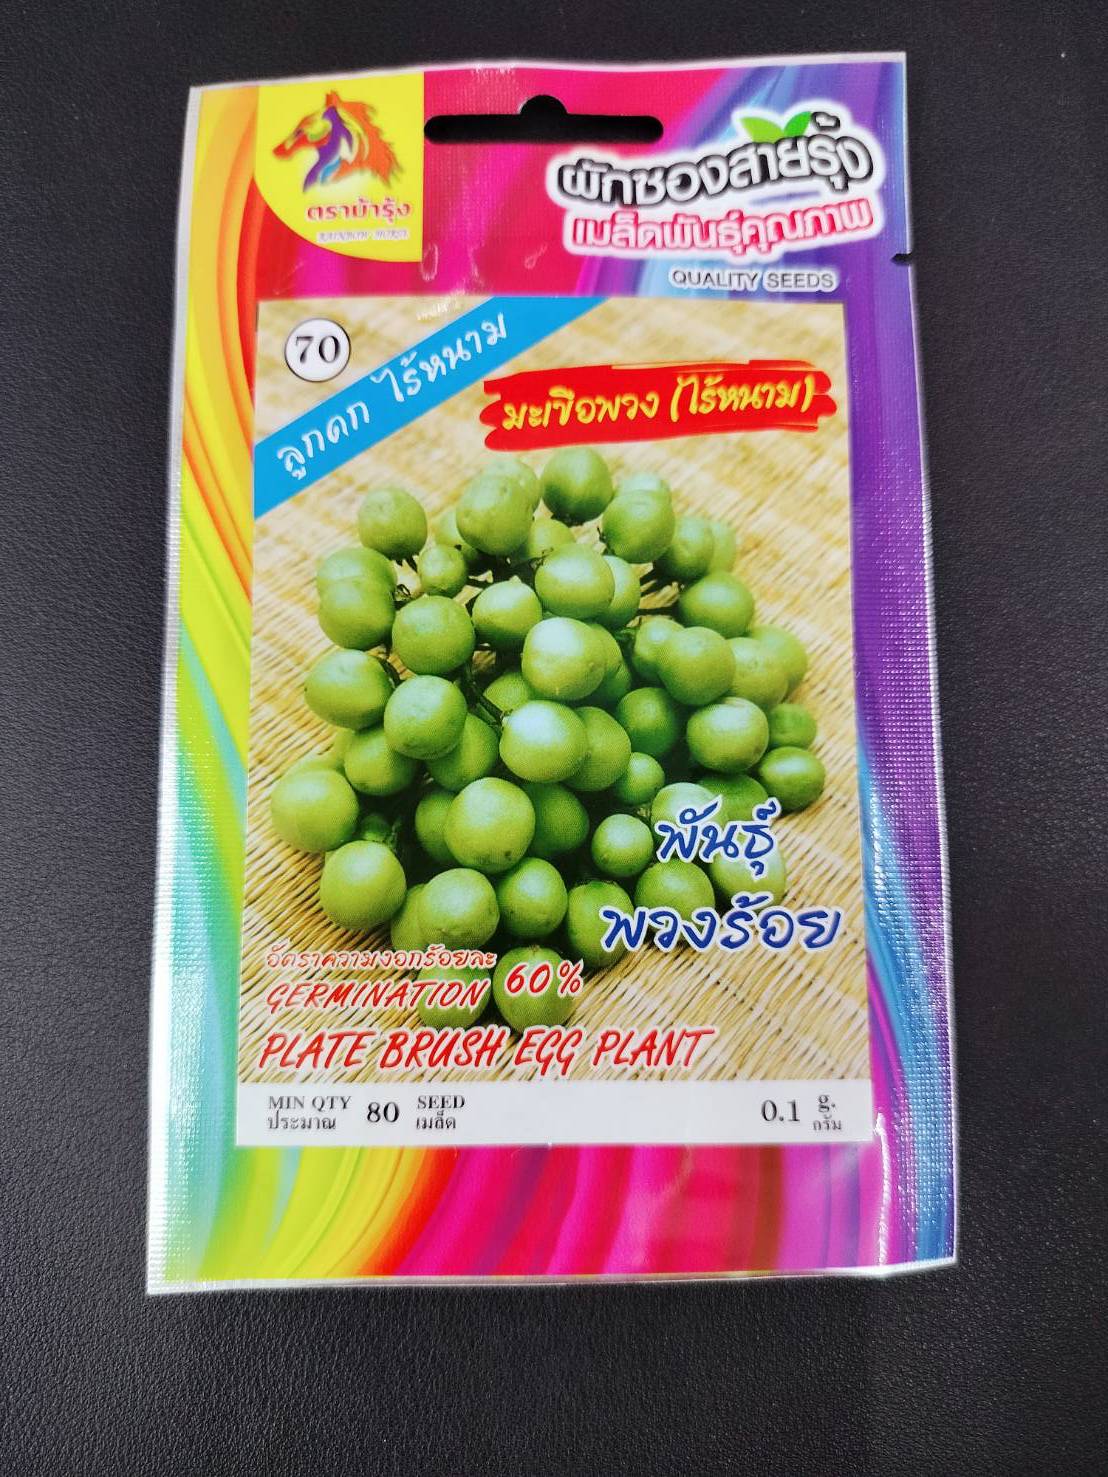 ตราม้ารุ้ง
RAINBOW HORSE
ผักซองสายรุ้ง
เมล็ดพันธุ์คุณภาพ
QUALITY SEEDS
70
ลูกดก ไร้หนาม
มะเขือพวง (ไร้หนาม)
พันธุ์
พวงร้อย
อัตราความงอกร้อยละ
GERMINATION 60%
PLATE BRUSH EGG PLANT
MIN QTY 80 SEED 0.1 g.
ประมาณ เมล็ด กรัม